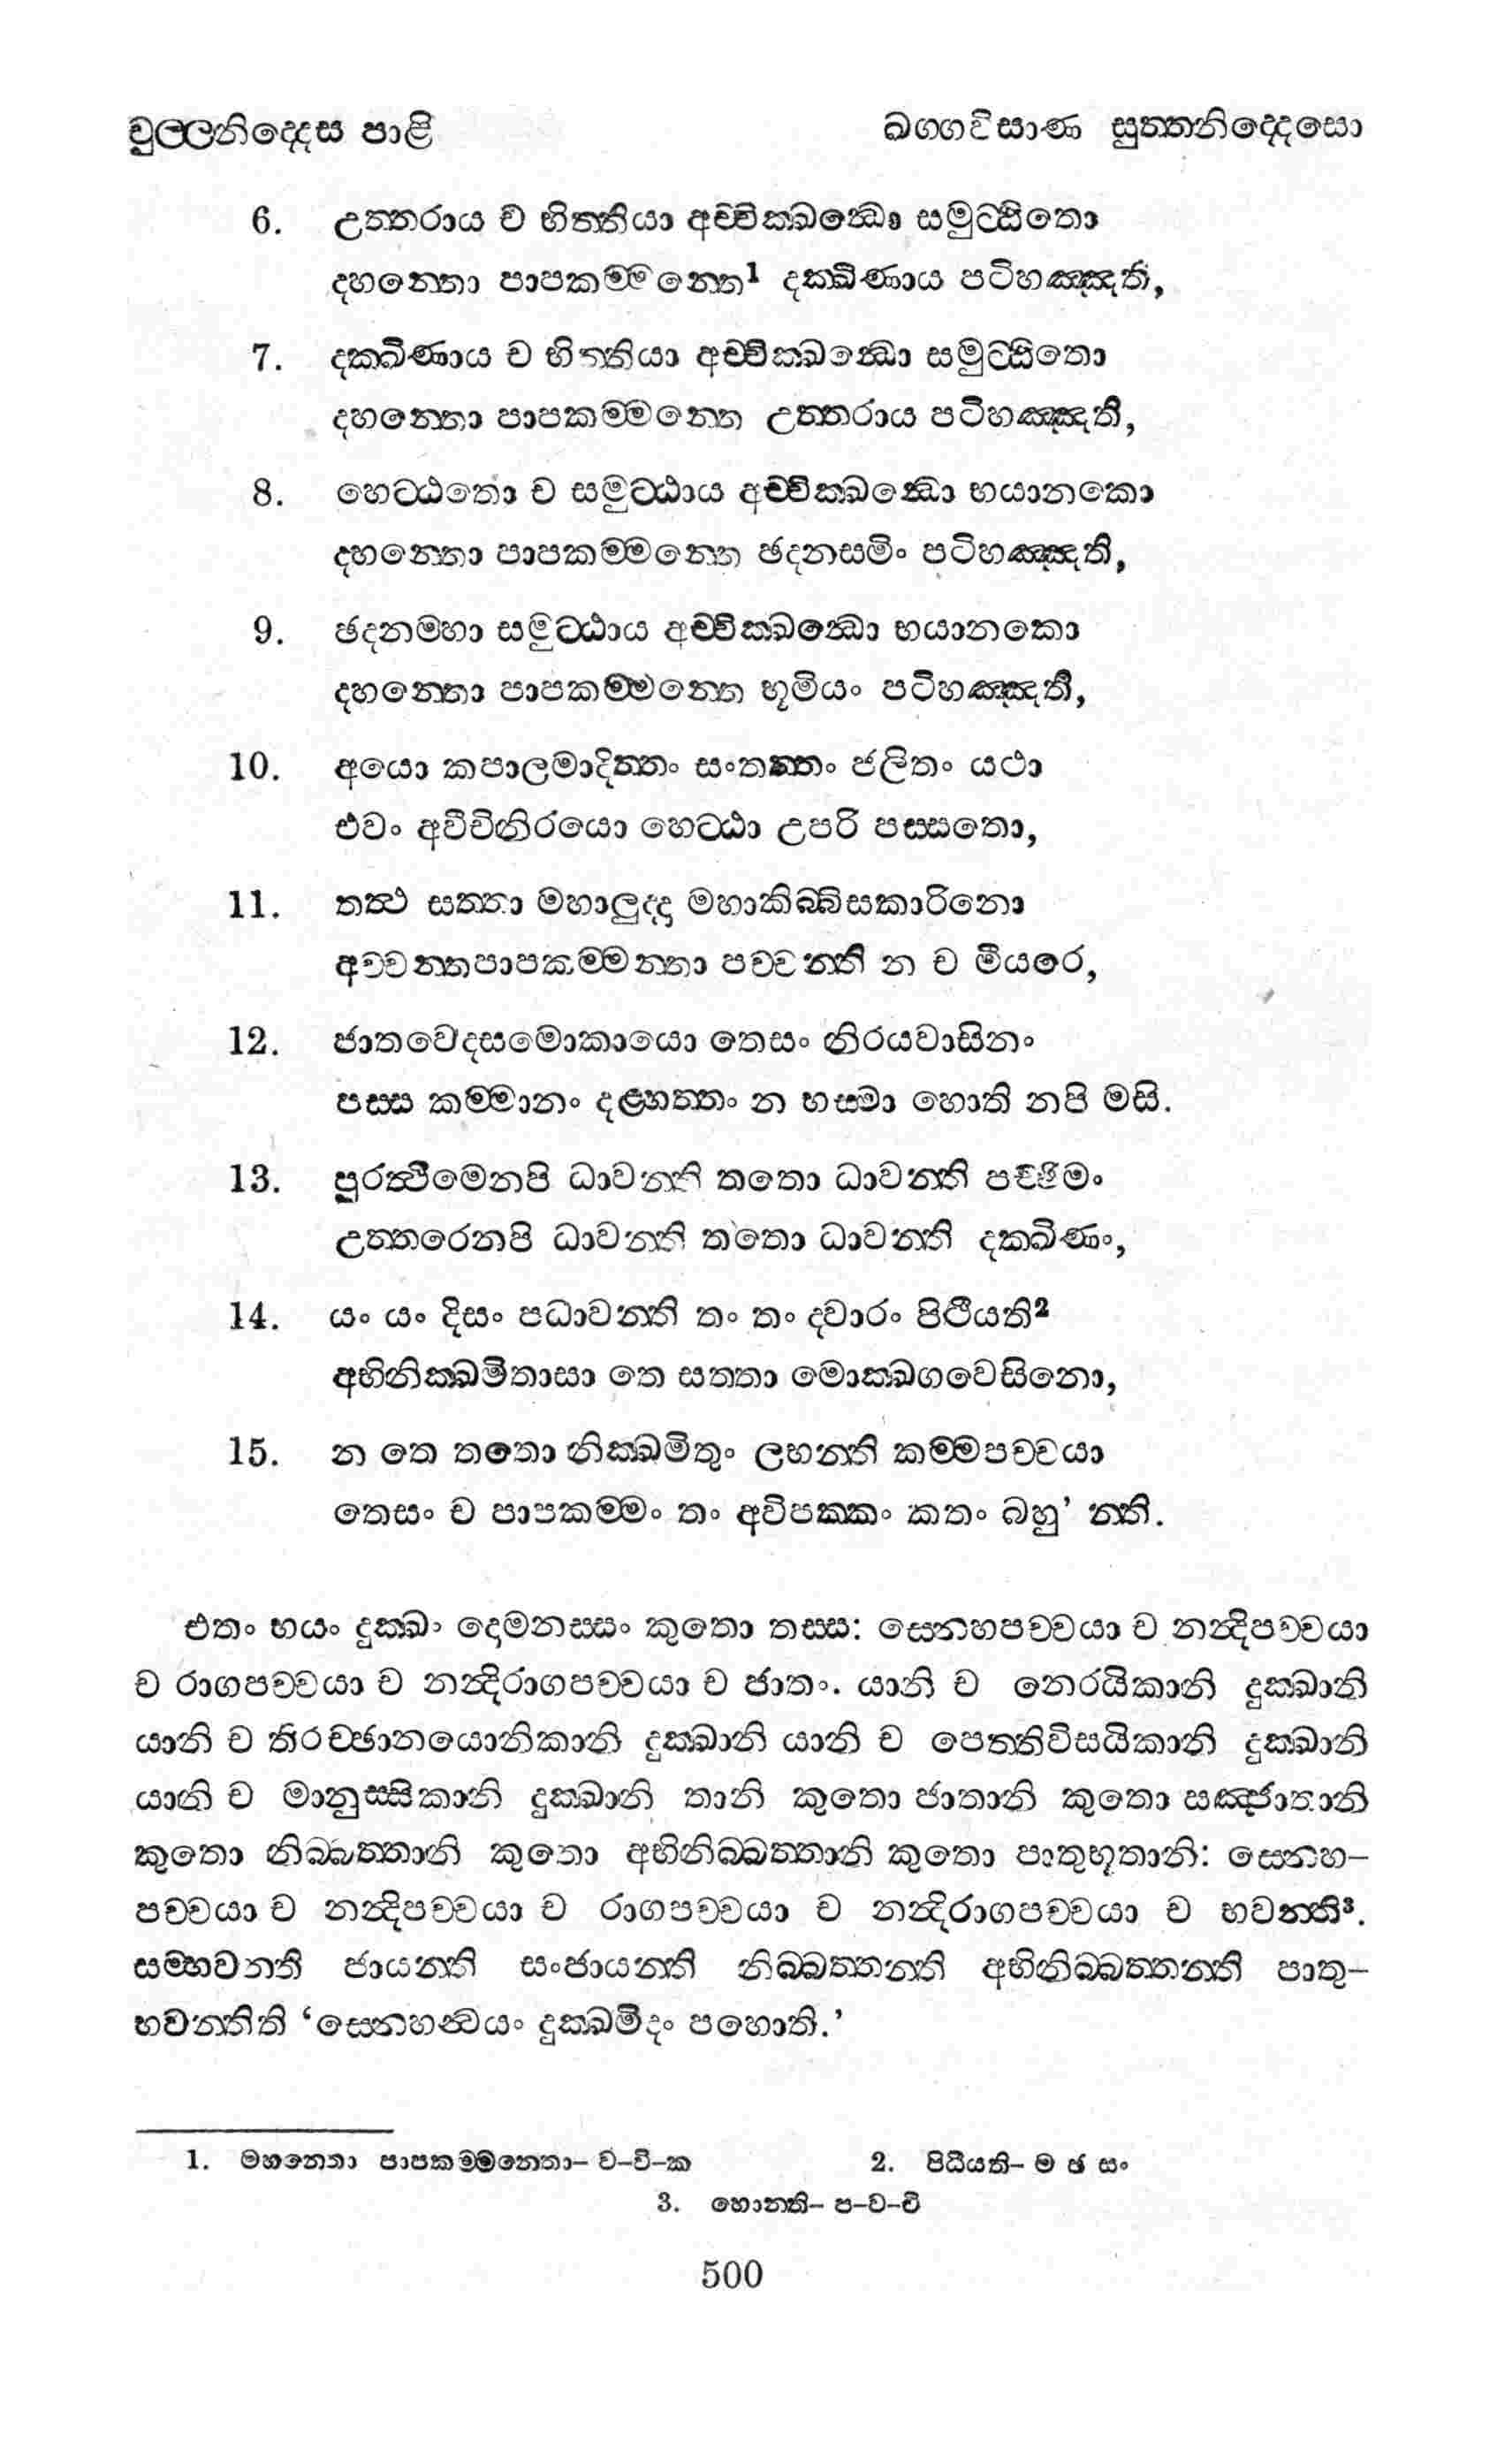 චුල්ලනිද්දෙස පාළි ඛග්ගවිසාණ සුත්තනිද්දෙසො
6. උත්තරාය ච භිත්තියා අච්චික්ඛන්ධො සමුට්ඨිතො
දහන්තො පාපකම්මන්තෙ1 දක්ඛිණාය පටිහඤ්ඤති,
7. දක්ඛිණාය ච භිත්තියා අච්චික්ඛන්ධො සමුට්ඨිතො
දහන්තො පාපකම්මන්තෙ උත්තරාය පටිහඤ්ඤති,
8. හෙට්ඨතො ච සමුට්ඨාය අච්චික්ඛන්ධො භයානකො
දහන්තො පාපකම්මන්තෙ ඡදනස්මිං පටිහඤ්ඤති,
9. ඡදනම්හා සමුට්ඨාය අච්චික්ඛන්ධො භයානකො
දහන්තො පාපකම්මන්තෙ භූමියං පටිහඤ්ඤති,
10. අයො කපාලමාදිත්තං සංතත්තං ජලිතං යථා
එවං අවීචිනිරයො හෙට්ඨා උපරි පස්සතො,
11. තත්ථ සත්තා මහාලුද්දා මහාකිබ්බිසකාරිනො
අච්චන්තපාපකම්මන්තා පච්චන්ති න ච මීයරෙ,
12. ජාතවෙදසමොකායො තෙසං නිරයවාසිනං
පස්ස කම්මානං දළ්හත්තං න භස්මා හොති නපි මසි.
13. පුරත්ථිමෙනපි ධාවන්ති තතො ධාවන්ති පච්ඡිමං
උත්තරෙනපි ධාවන්ති තතො ධාවන්ති දක්ඛිණං,
14. යං යං දිසං පධාවන්ති තං තං ද්වාරං පිථීයති2
අභිනික්ඛමිතාසා තෙ සත්තා මොක්ඛගවෙසිනො,
15. න තෙ තතො නික්ඛමිතුං ලභන්ති කම්මපච්චයා
තෙසං ච පාපකම්මං තං අවිපක්කං කතං බහු’ න්ති.
එතං භයං දුක්ඛං දොමනස්සං කුතො තස්ස: ස්නෙහපච්චයා ච නන්දිපච්චයා
ච රාගපච්චයා ච නන්දිරාගපච්චයා ච ජාතං. යානි ච නෙරයිකානි දුක්ඛානි
යානි ච තිරච්ඡානයොනිකානි දුක්ඛානි යානි ච පෙත්තිවිසයිකානි දුක්ඛානි
යානි ච මානුස්සිකානි දුක්ඛානි තානි කුතො ජාතානි කුතො සඤ්ජාතානි
කුතො නිබ්බත්තානි කුතො අභිනිබ්බත්තානි කුතො පාතුභූතානි: ස්නෙහ–
පච්චයා ච නන්දිපච්චයා ච රාගපච්චයා ච නන්දිරාගපච්චයා ච භවන්ති3.
සම්භවන්ති ජායන්ති සංජායන්ති නිබ්බත්තන්ති අභිනිබ්බත්තන්ති පාතු–
භවන්තිති ‘ස්නෙහන්වයං දුක්ඛමිදං පහොති.’
1. මහන්තො පාපකම්මන්තො– ව–වි–ක 2. පිධීයති– ම ඡ සං
3. හොන්ති– ප–ව–වි
500